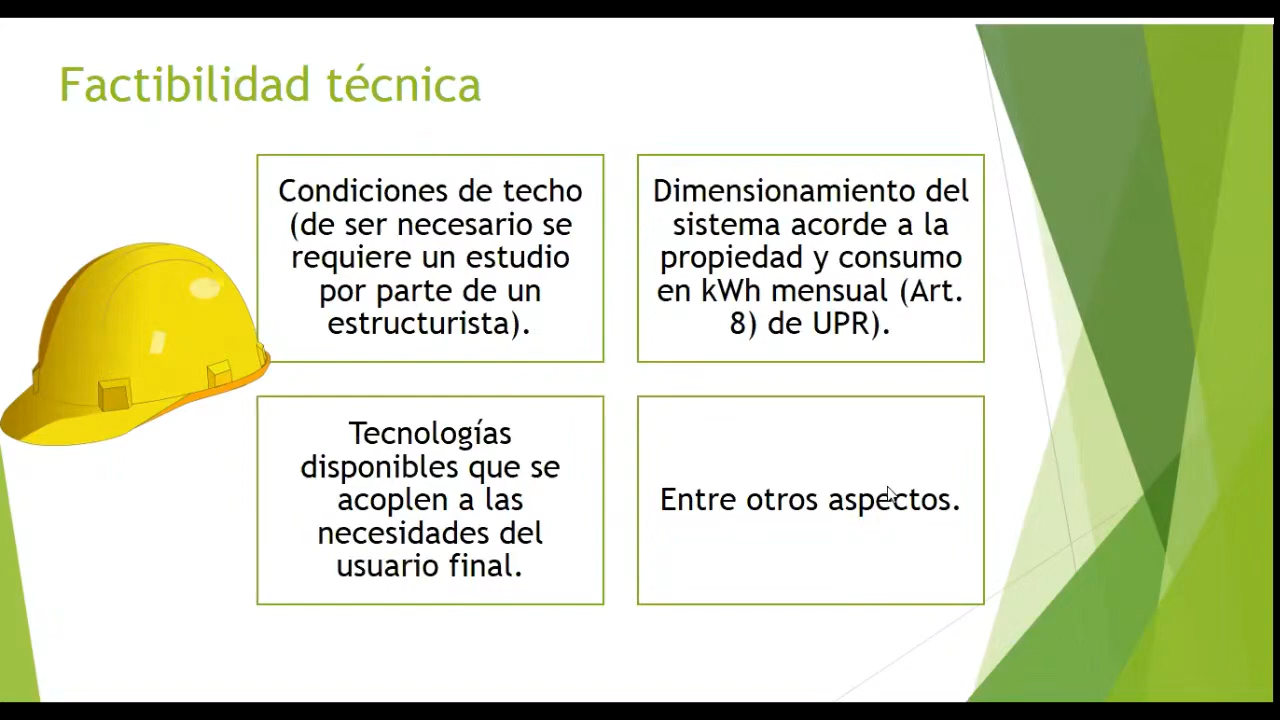 Factibilidad técnica
Condiciones de techo
(de ser necesario se
requiere un estudio
por parte de un
estructurista).
Dimensionamiento del
sistema acorde a la
propiedad y consumo
en kWh mensual (Art.
8) de UPR).
Tecnologías
disponibles que se
acoplen a las
necesidades del
usuario final.
Entre otros aspectos.